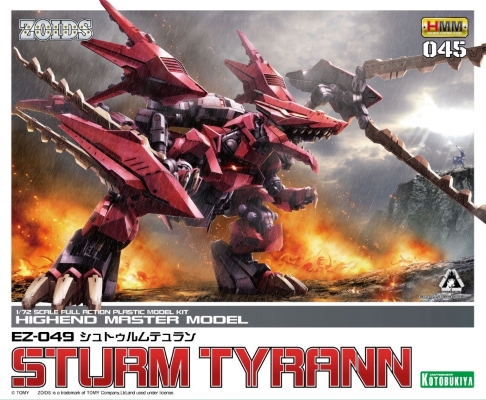 ZOIDS
HMM
045
1/72 SCALE FULL ACTION PLASTIC MODEL KIT
HIGHEND MASTER MODEL
EZ-049 シュトゥルムテュラン
STURM TYRANN
© TOMY ZOIDS is a trademark of TOMY Company,Ltd.and used under license.
KOTOBUKIYA